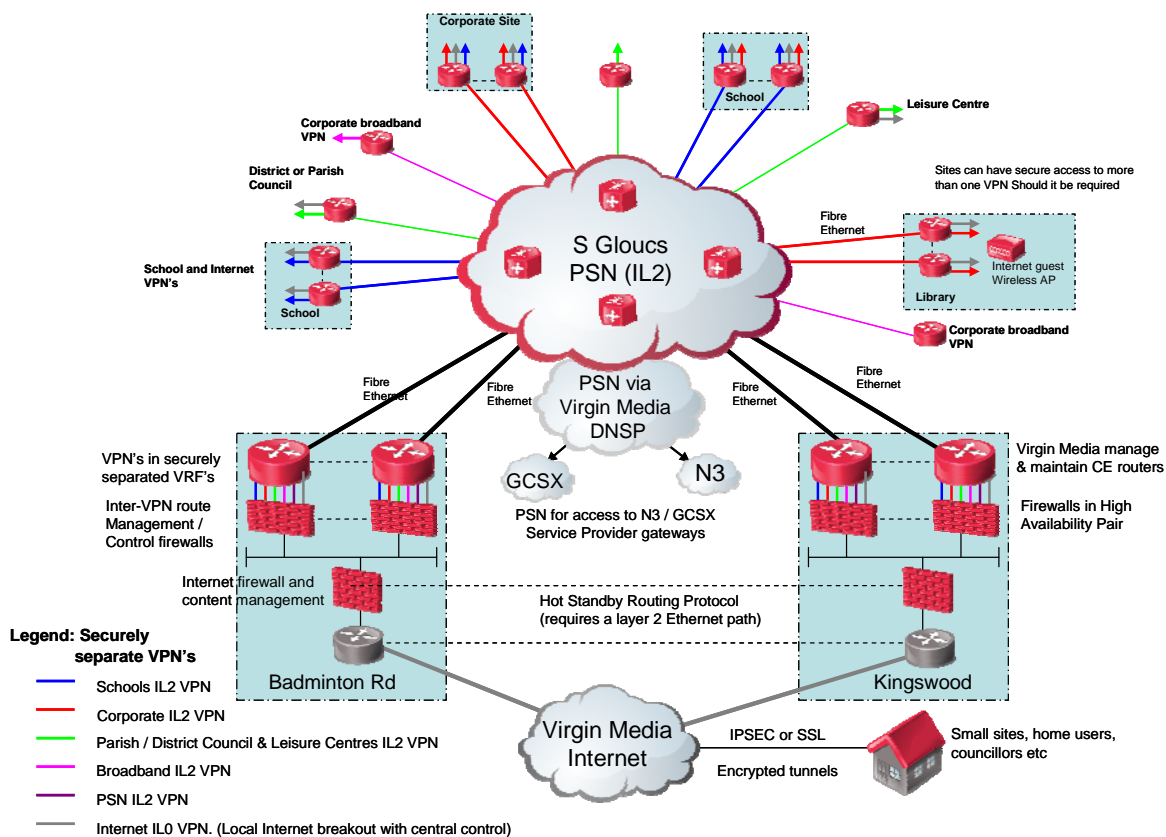 Corporate Site
School
Leisure Centre
Corporate broadband
VPN
District or Parish
Council
Sites can have secure access to more
than one VPN Should it be required
Fibre
Ethernet
S Gloucs
PSN (IL2)
School and Internet
VPN's
School
Internet guest
Wireless AP
Library
Corporate broadband
VPN
Fibre
Ethernet
Fibre
Ethernet
PSN via
Virgin Media
DNSP
Fibre
Ethernet
Fibre
Ethernet
VPN's in securely
separated VRF's
GCSX
N3
Virgin Media manage
& maintain CE routers
Inter-VPN route
Management /
Control firewalls
PSN for access to N3 / GCSX
Service Provider gateways
Firewalls in High
Availability Pair
Internet firewall and
content management
Hot Standby Routing Protocol
(requires a layer 2 Ethernet path)
Badminton Rd
Kingswood
Legend: Securely
separate VPN's
Schools IL2 VPN
Corporate IL2 VPN
Parish / District Council & Leisure Centres IL2 VPN
Broadband IL2 VPN
PSN IL2 VPN
Internet IL0 VPN. (Local Internet breakout with central control)
Virgin Media
Internet
IPSEC or SSL
Encrypted tunnels
Small sites, home users,
councillors etc